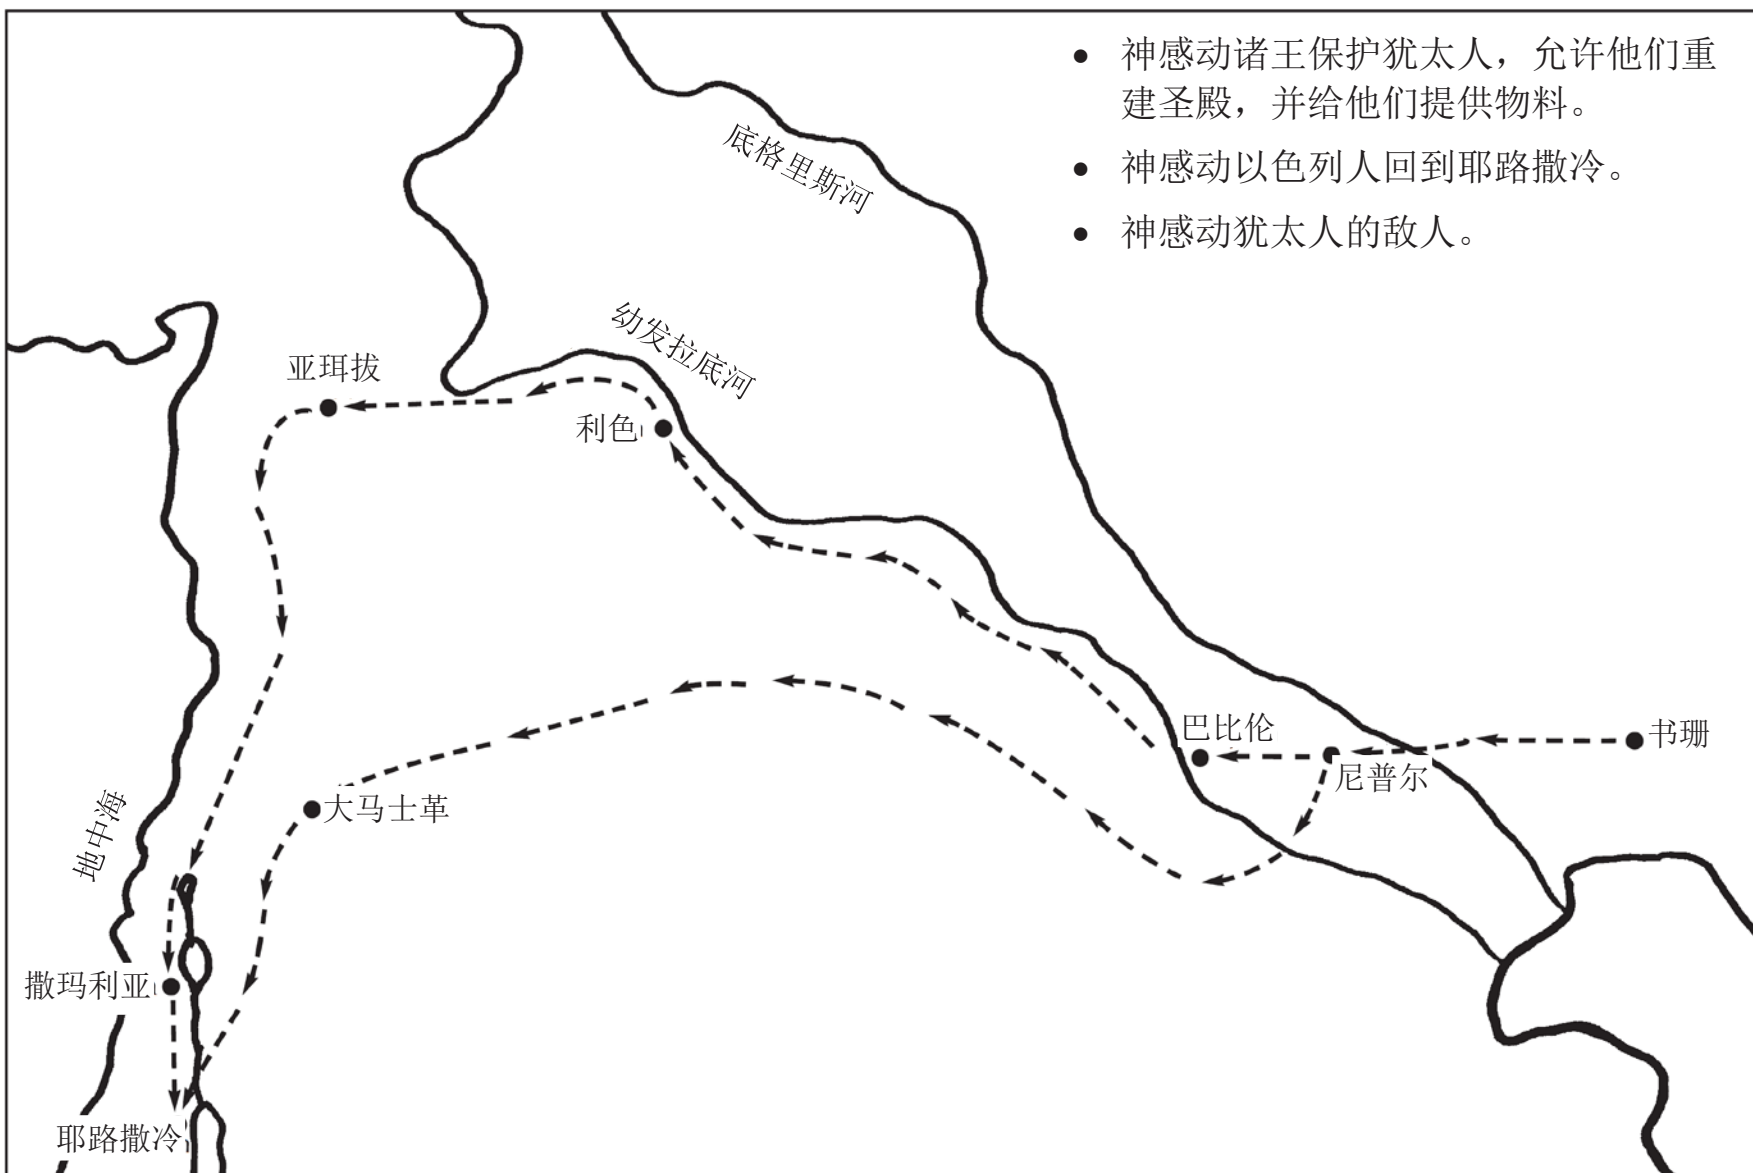 ● 神感动诸王保护犹太人，允许他们重
建圣殿，并给他们提供物料。
● 神感动以色列人回到耶路撒冷。
● 神感动犹太人的敌人。
底格里斯河
幼发拉底河
亚珥拔
利色
巴比伦
书珊
尼普尔
大马士革
地中海
撒玛利亚
耶路撒冷